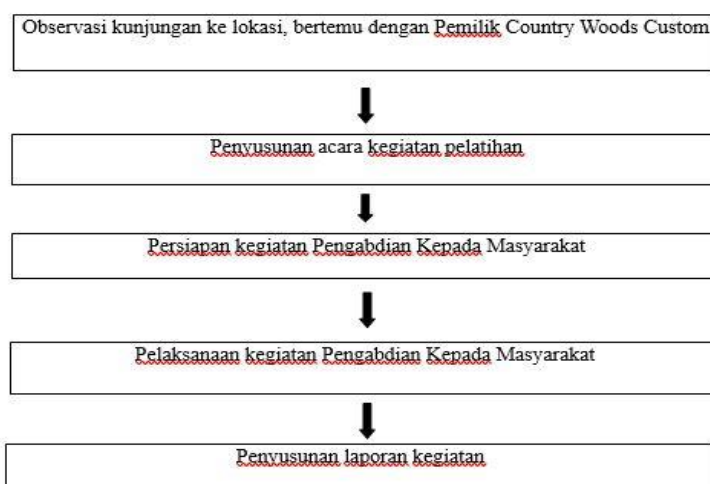 Observasi kunjungan ke lokasi, bertemu dengan Pemilik Country Woods Custom
Penyusunan acara kegiatan pelatihan
Persiapan kegiatan Pengabdian Kepada Masyarakat
Pelaksanaan kegiatan Pengabdian Kepada Masyarakat
Penyusunan laporan kegiatan